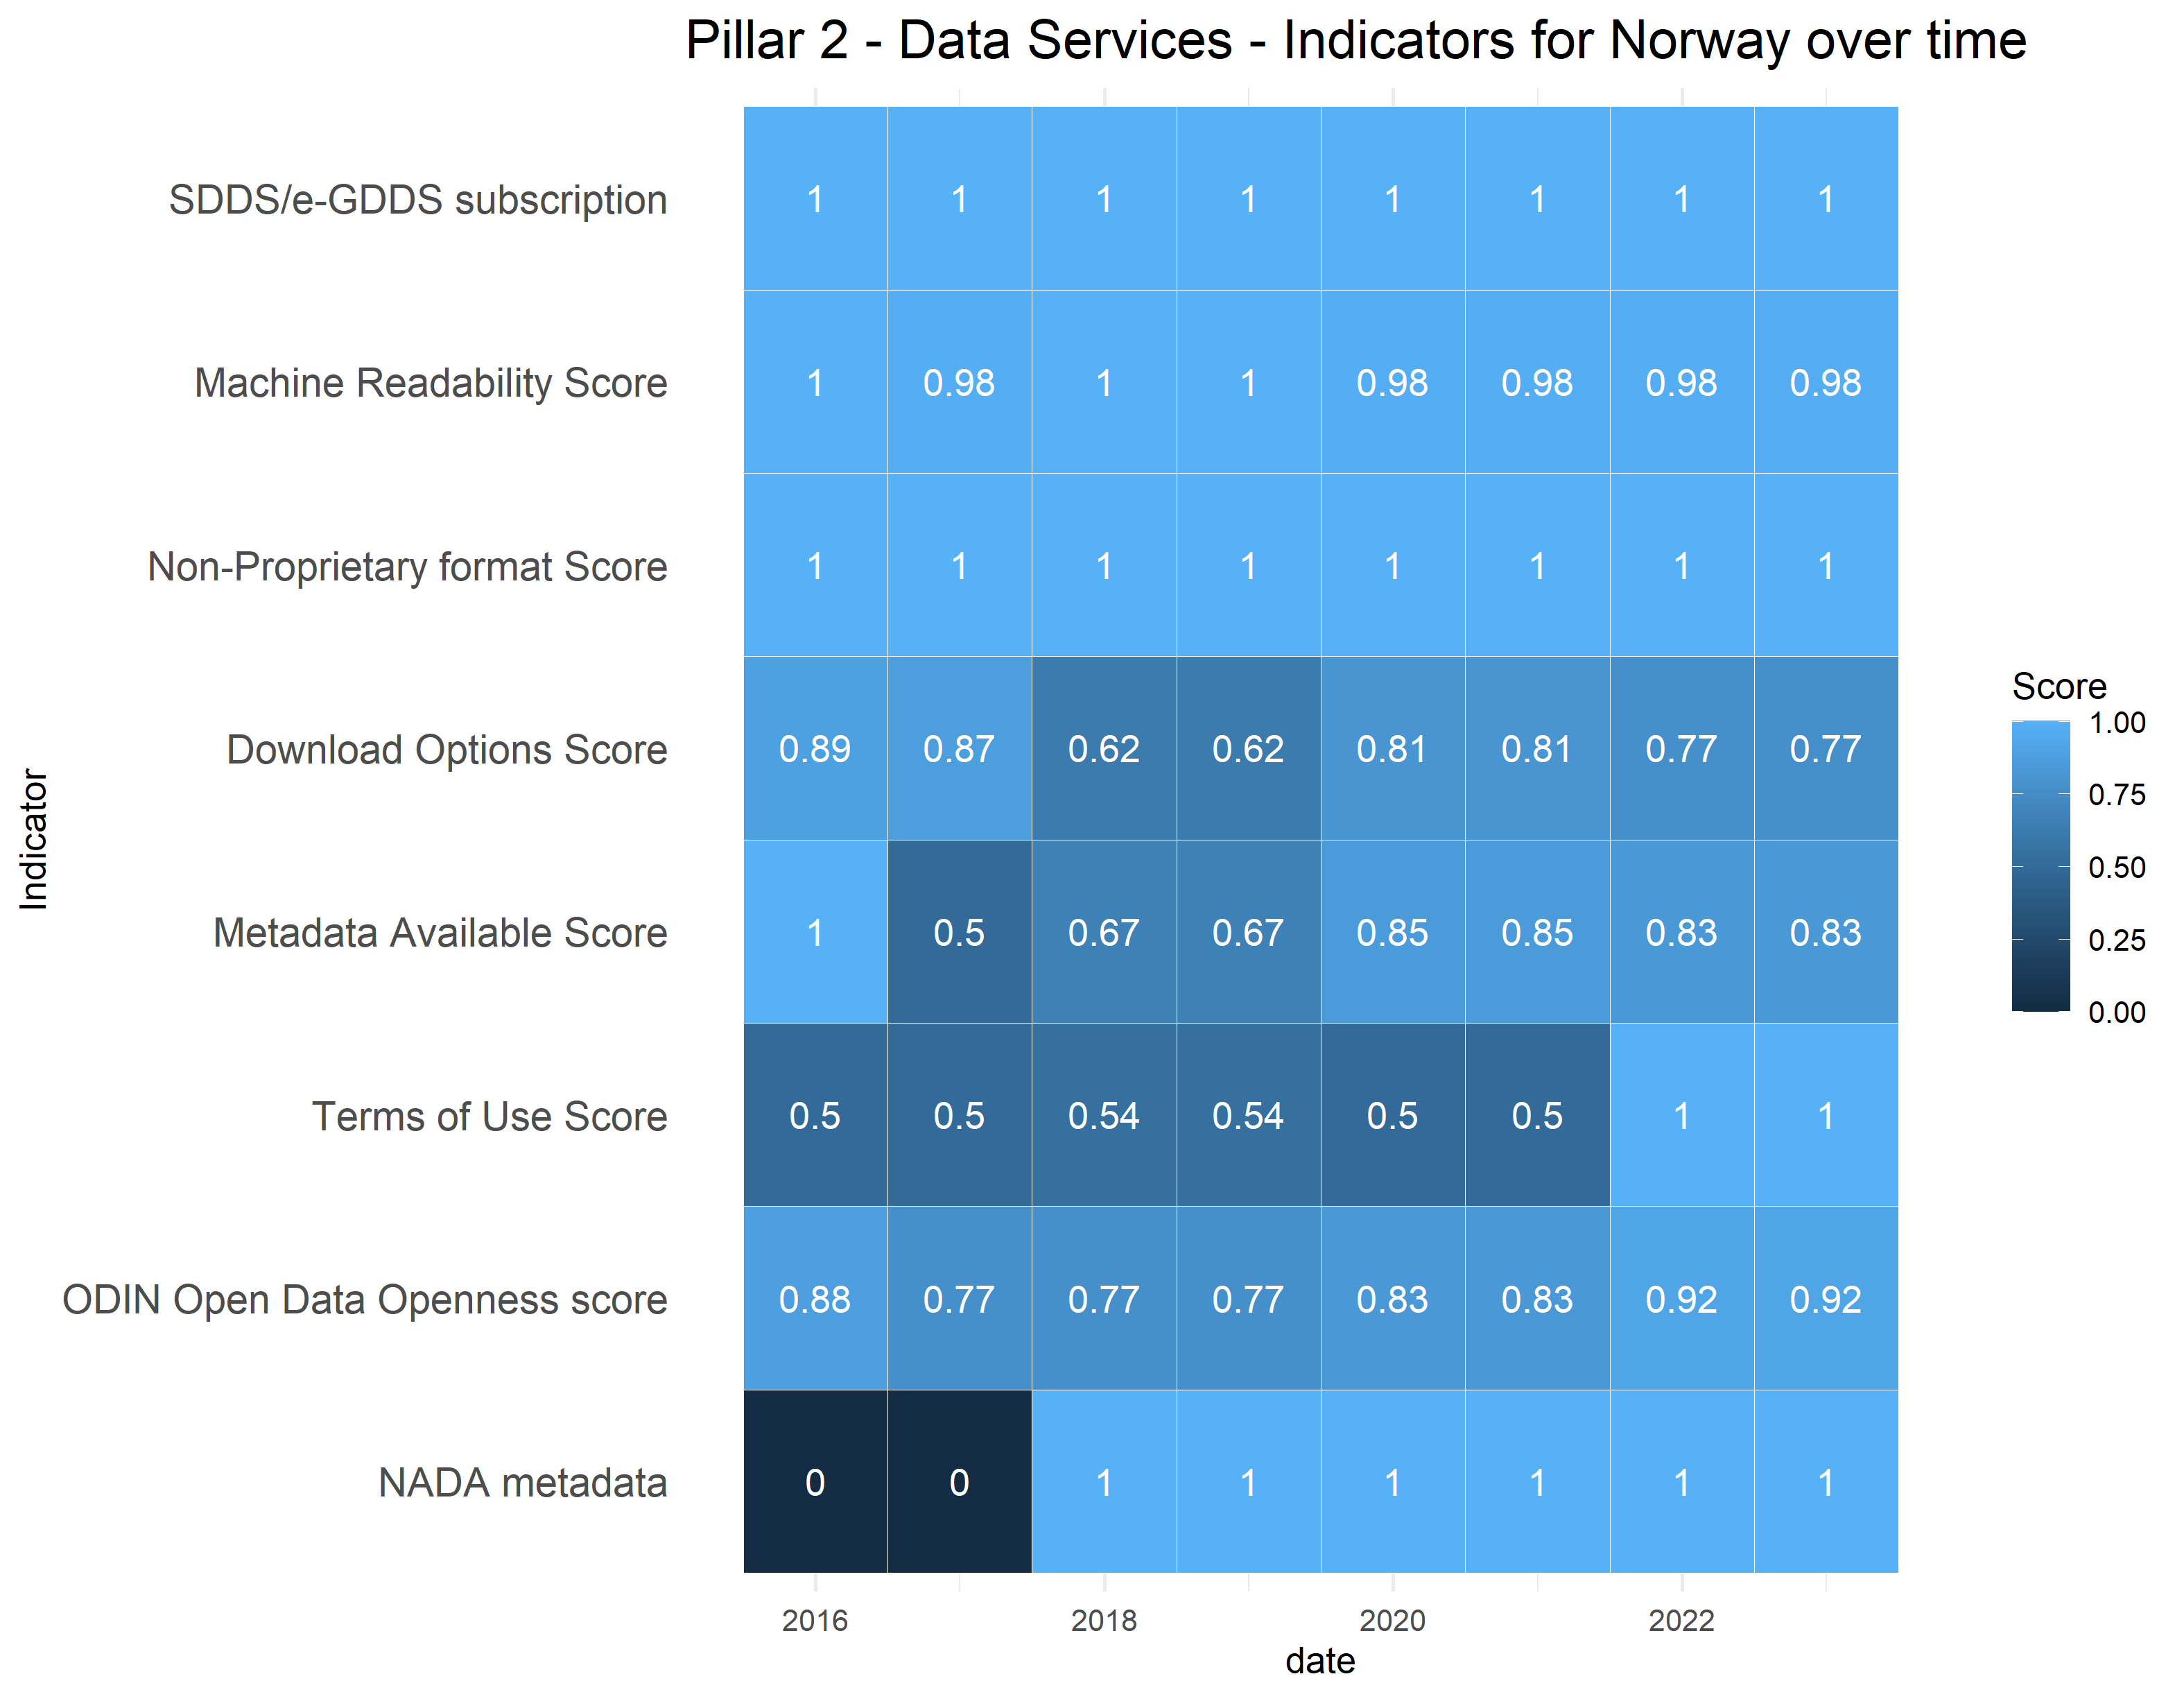 Pillar 2 - Data Services - Indicators for Norway over time
SDDS/e-GDDS subscription 1 1 1 1 1 1 1 1
Machine Readability Score 1 0.98 1 1 0.98 0.98 0.98 0.98
Non-Proprietary format Score 1 1 1 1 1 1 1 1
Download Options Score 0.89 0.87 0.62 0.62 0.81 0.81 0.77 0.77
Metadata Available Score 1 0.5 0.67 0.67 0.85 0.85 0.83 0.83
Terms of Use Score 0.5 0.5 0.54 0.54 0.5 0.5 1 1
ODIN Open Data Openness score 0.88 0.77 0.77 0.77 0.83 0.83 0.92 0.92
NADA metadata 0 0 1 1 1 1 1 1
2016 2018 2020 2022
date
Indicator
Score
1.00
0.75
0.50
0.25
0.00